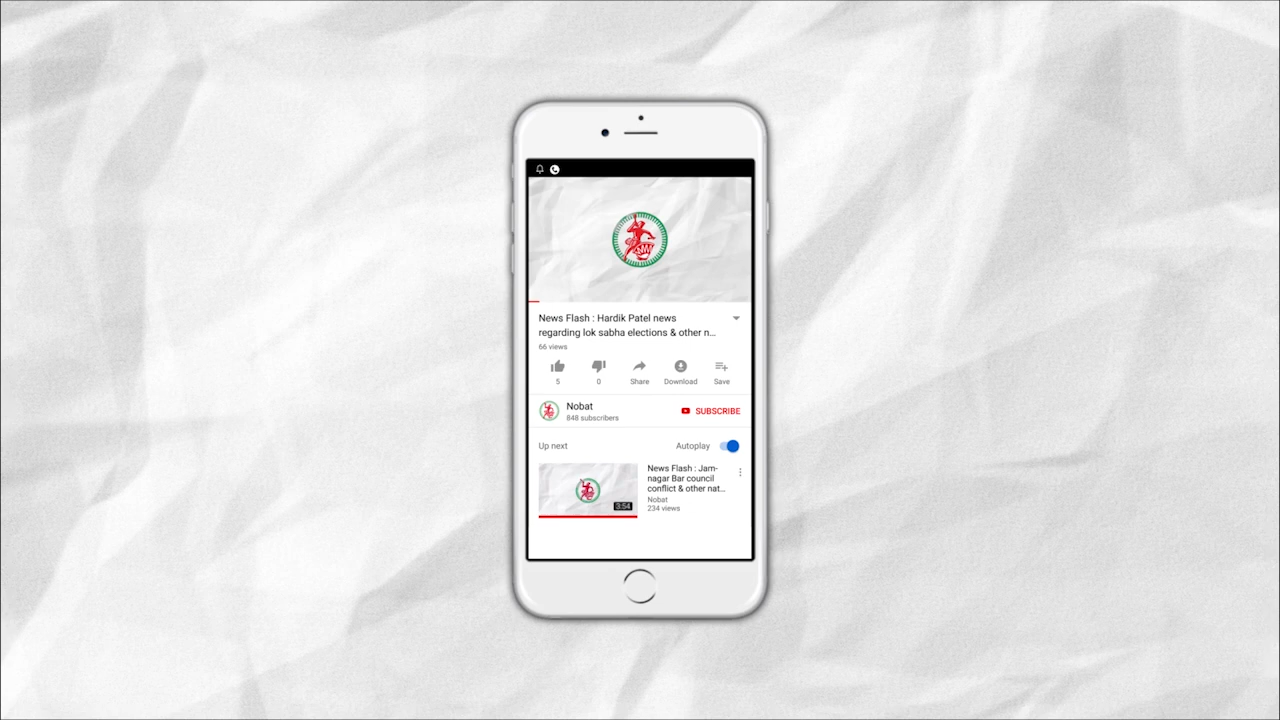 News Flash : Hardik Patel news
regarding lok sabha elections & other n...
66 views
5
0
Share
Download
Save
Nobat
848 subscribers
SUBSCRIBE
Up next
Autoplay
3:54
News Flash : Jam-
nagar Bar council
conflict & other nat...
Nobat
234 views